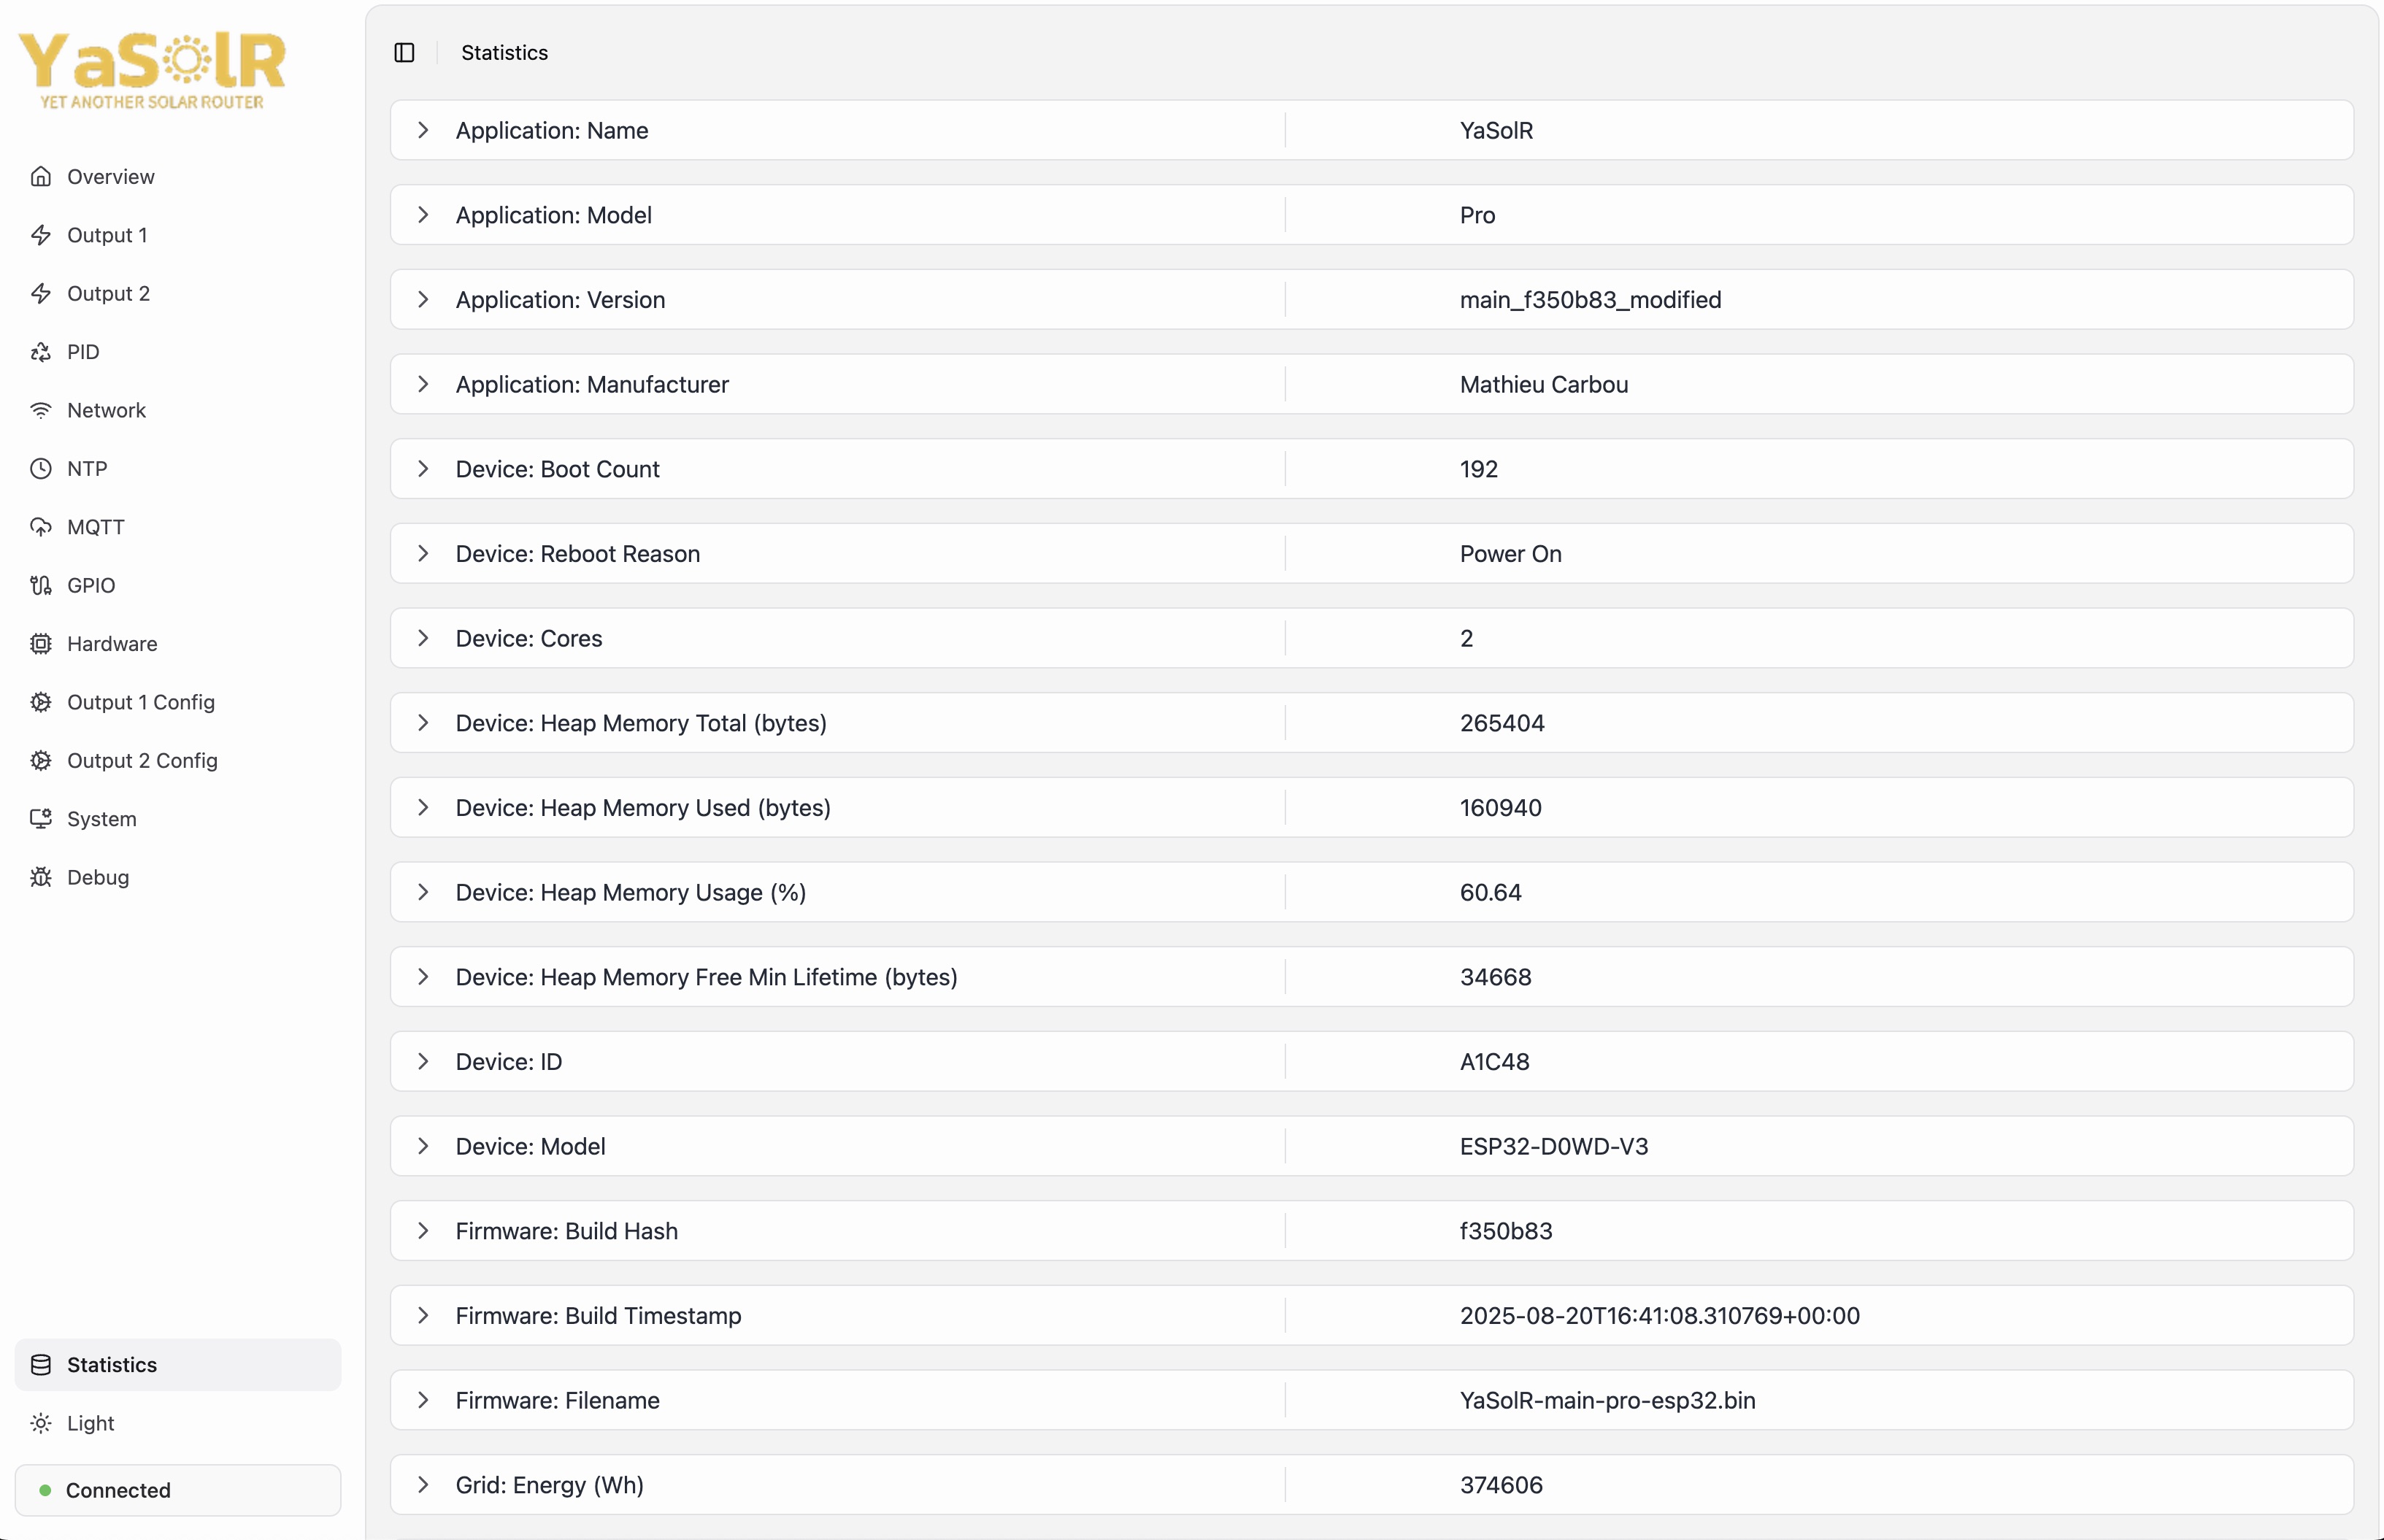 YaSolR
YET ANOTHER SOLAR ROUTER
Overview
Output 1
Output 2
PID
Network
NTP
MQTT
GPIO
Hardware
Output 1 Config
Output 2 Config
System
Debug
Statistics
Light
Connected
Statistics
Application: Name YaSolR
Application: Model Pro
Application: Version main_f350b83_modified
Application: Manufacturer Mathieu Carbou
Device: Boot Count 192
Device: Reboot Reason Power On
Device: Cores 2
Device: Heap Memory Total (bytes) 265404
Device: Heap Memory Used (bytes) 160940
Device: Heap Memory Usage (%) 60.64
Device: Heap Memory Free Min Lifetime (bytes) 34668
Device: ID A1C48
Device: Model ESP32-D0WD-V3
Firmware: Build Hash f350b83
Firmware: Build Timestamp 2025-08-20T16:41:08.310769+00:00
Firmware: Filename YaSolR-main-pro-esp32.bin
Grid: Energy (Wh) 374606